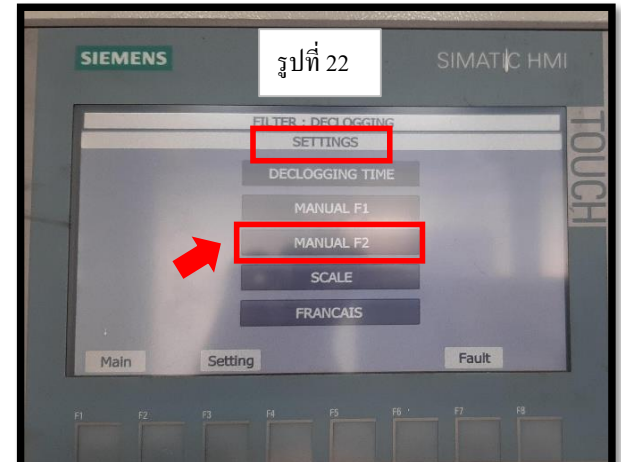 SIEMENS
รูปที่ 22
SIMATIC HMI
TOUCH
FILTER : DECLOGGING
SETTINGS
DECLOGGING TIME
MANUAL F1
MANUAL F2
SCALE
FRANCAIS
Main
Setting
Fault
F1
F2
F3
F4
F5
F6
F7
F8